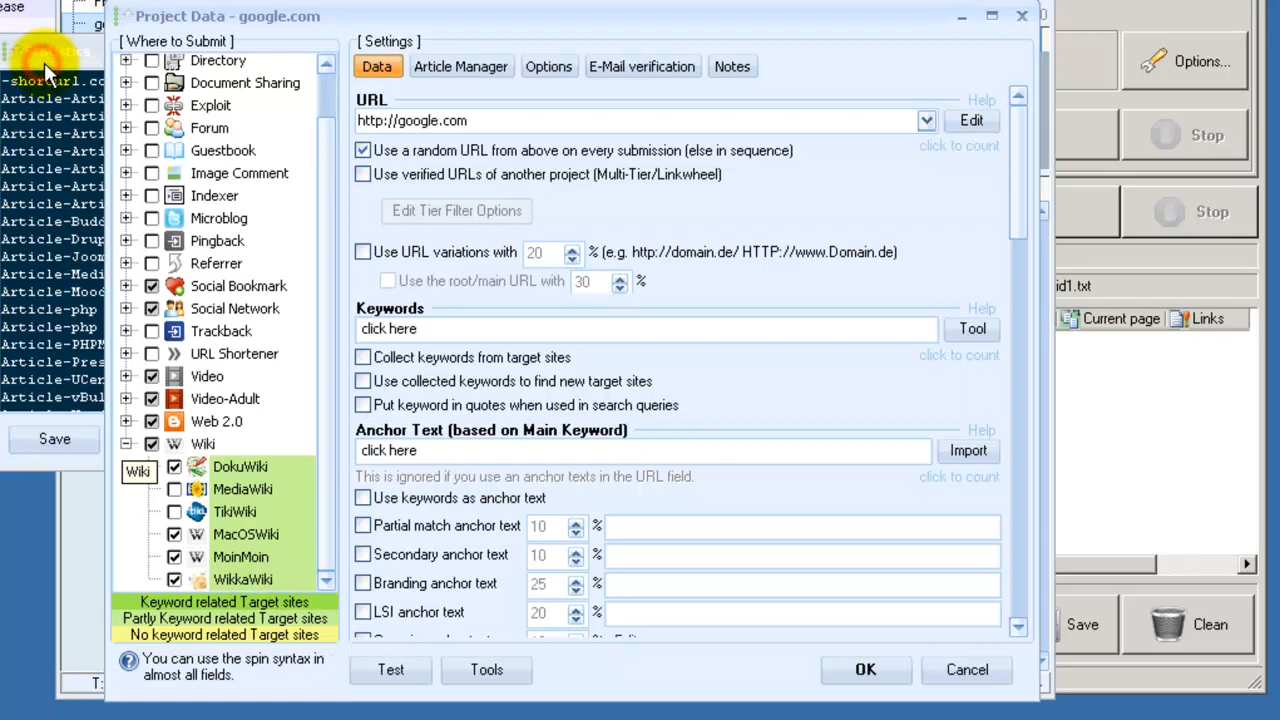 ease
Project Data - google.com
[ Where to Submit ]
Directory
Document Sharing
Exploit
Forum
Guestbook
Image Comment
Indexer
Microblog
Pingback
Referrer
Social Bookmark
Social Network
Trackback
URL Shortener
Video
Video-Adult
Web 2.0
Wiki
DokuWiki
MediaWiki
TikiWiki
MacOSWiki
MoinMoin
WikkaWiki
Wiki
Keyword related Target sites
Partly Keyword related Target sites
No keyword related Target sites
You can use the spin syntax in
almost all fields.
[ Settings ]
Data Article Manager Options E-Mail verification Notes
URL Help
http://google.com Edit
Use a random URL from above on every submission (else in sequence) click to count
Use verified URLs of another project (Multi-Tier/Linkwheel)
Edit Tier Filter Options
Use URL variations with 20 % (e.g. http://domain.de/ HTTP://www.Domain.de)
Use the root/main URL with 30 %
Keywords Help
click here Tool
Collect keywords from target sites click to count
Use collected keywords to find new target sites
Put keyword in quotes when used in search queries
Anchor Text (based on Main Keyword) Help
click here Import
This is ignored if you use an anchor texts in the URL field. click to count
Use keywords as anchor text
Partial match anchor text 10 %
Secondary anchor text 10 %
Branding anchor text 25 %
LSI anchor text 20 %
Test Tools OK Cancel
-shorturl.co
Article-Arti
Article-Arti
Article-Arti
Article-Arti
Article-Arti
Article-Arti
Article-Arti
Article-Budd
Article-Drup
Article-Joom
Article-Medi
Article-Mood
Article-php
Article-php
Article-PHPM
Article-Pres
Article-UCen
Article-vBul
Save
T:
Options...
Stop
Stop
id1.txt
Current page Links
Save Clean